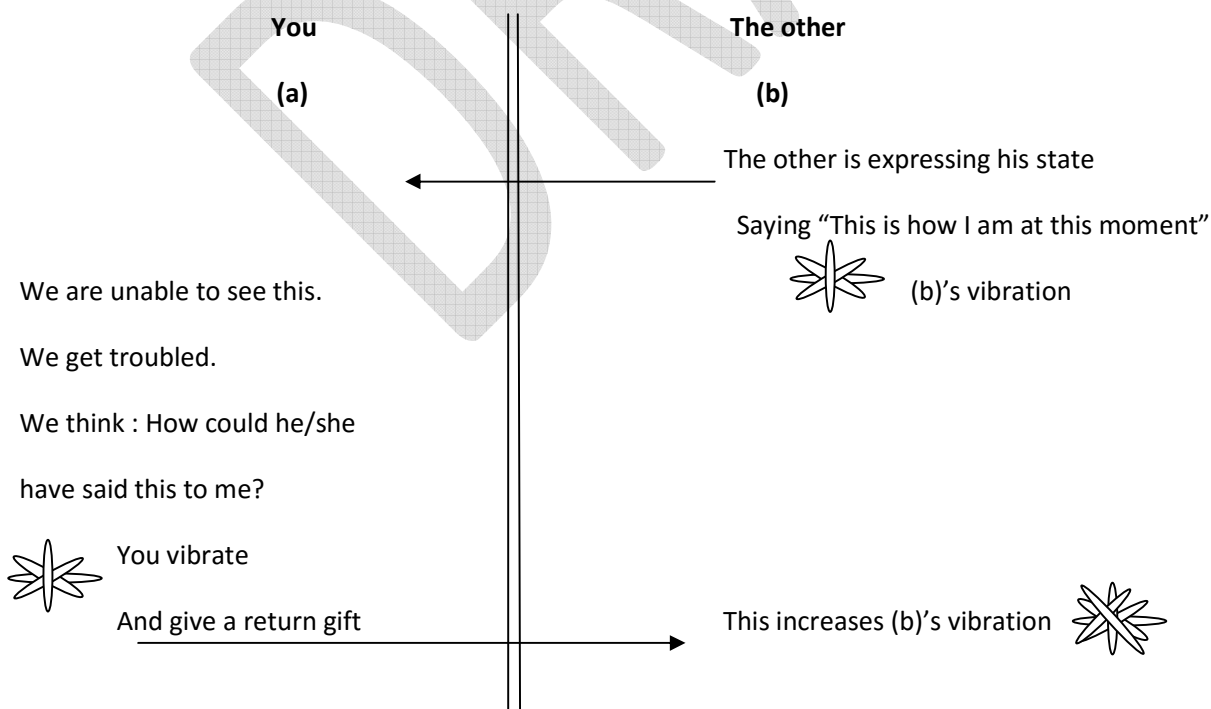 You
The other
(a)
(b)
The other is expressing his state
Saying “This is how I am at this moment”
(b)’s vibration
We are unable to see this.
We get troubled.
We think : How could he/she
have said this to me?
You vibrate
And give a return gift
This increases (b)’s vibration